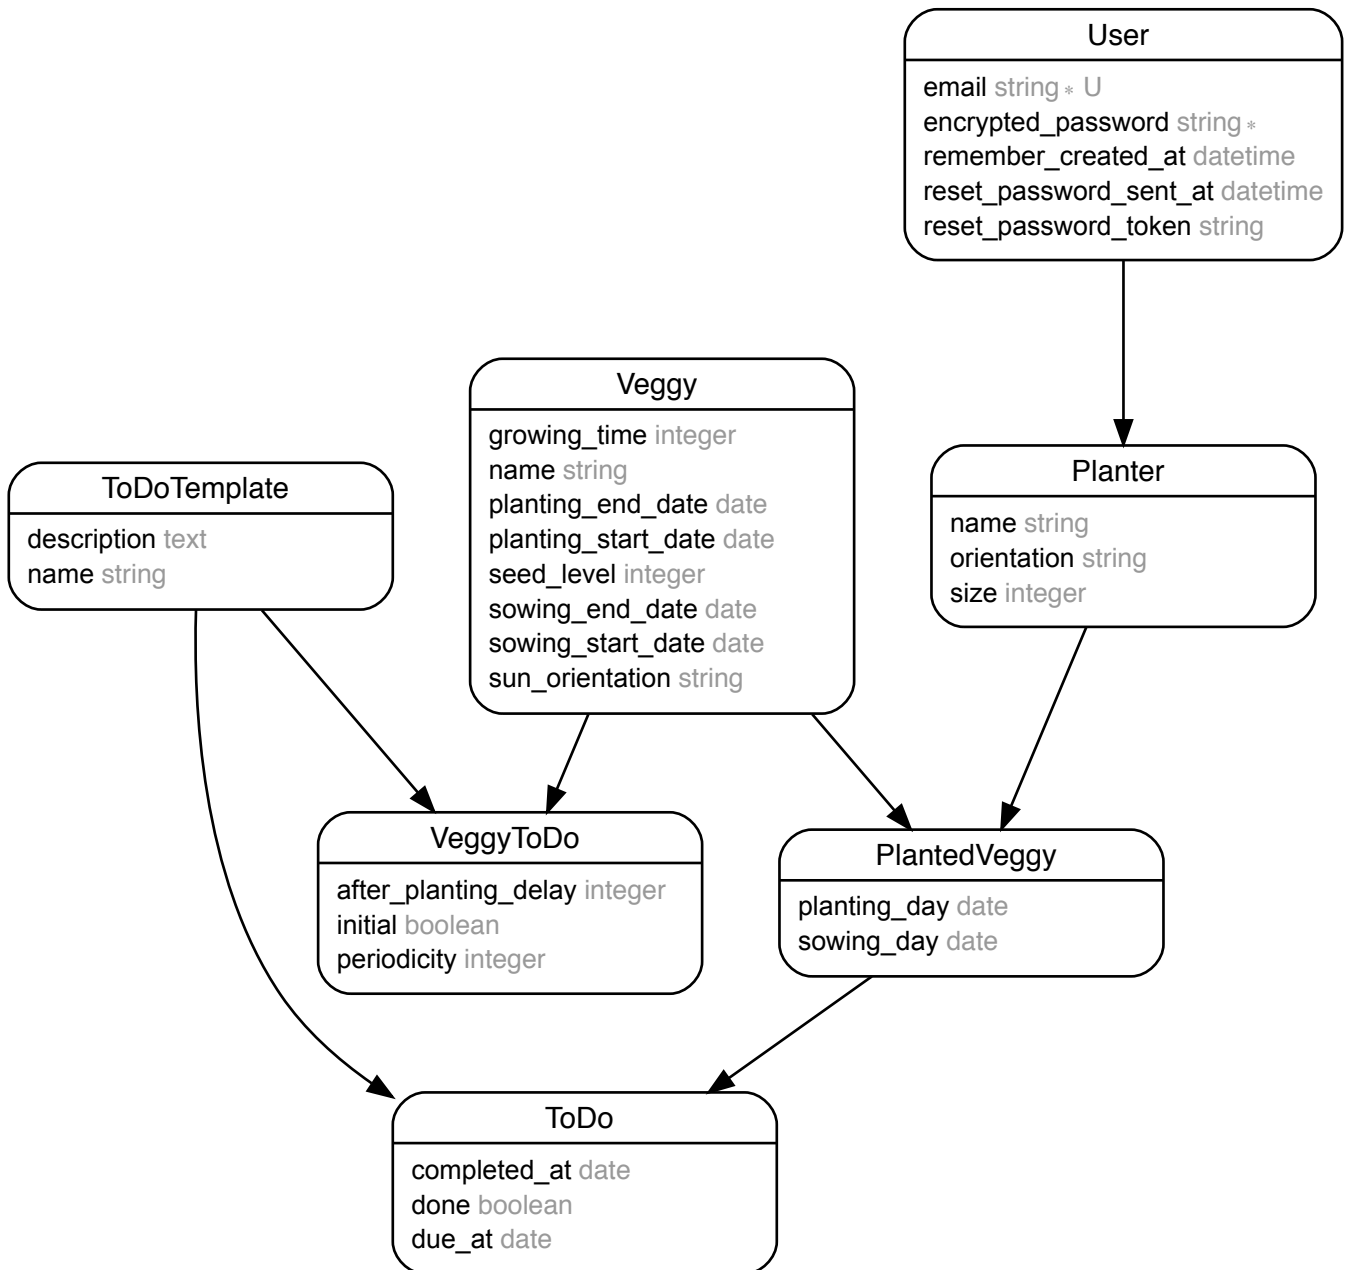 User
email string * U
encrypted_password string *
remember_created_at datetime
reset_password_sent_at datetime
reset_password_token string
Veggy
growing_time integer
name string
planting_end_date date
planting_start_date date
seed_level integer
sowing_end_date date
sowing_start_date date
sun_orientation string
Planter
name string
orientation string
size integer
ToDoTemplate
description text
name string
VeggyToDo
after_planting_delay integer
initial boolean
periodicity integer
PlantedVeggy
planting_day date
sowing_day date
ToDo
completed_at date
done boolean
due_at date